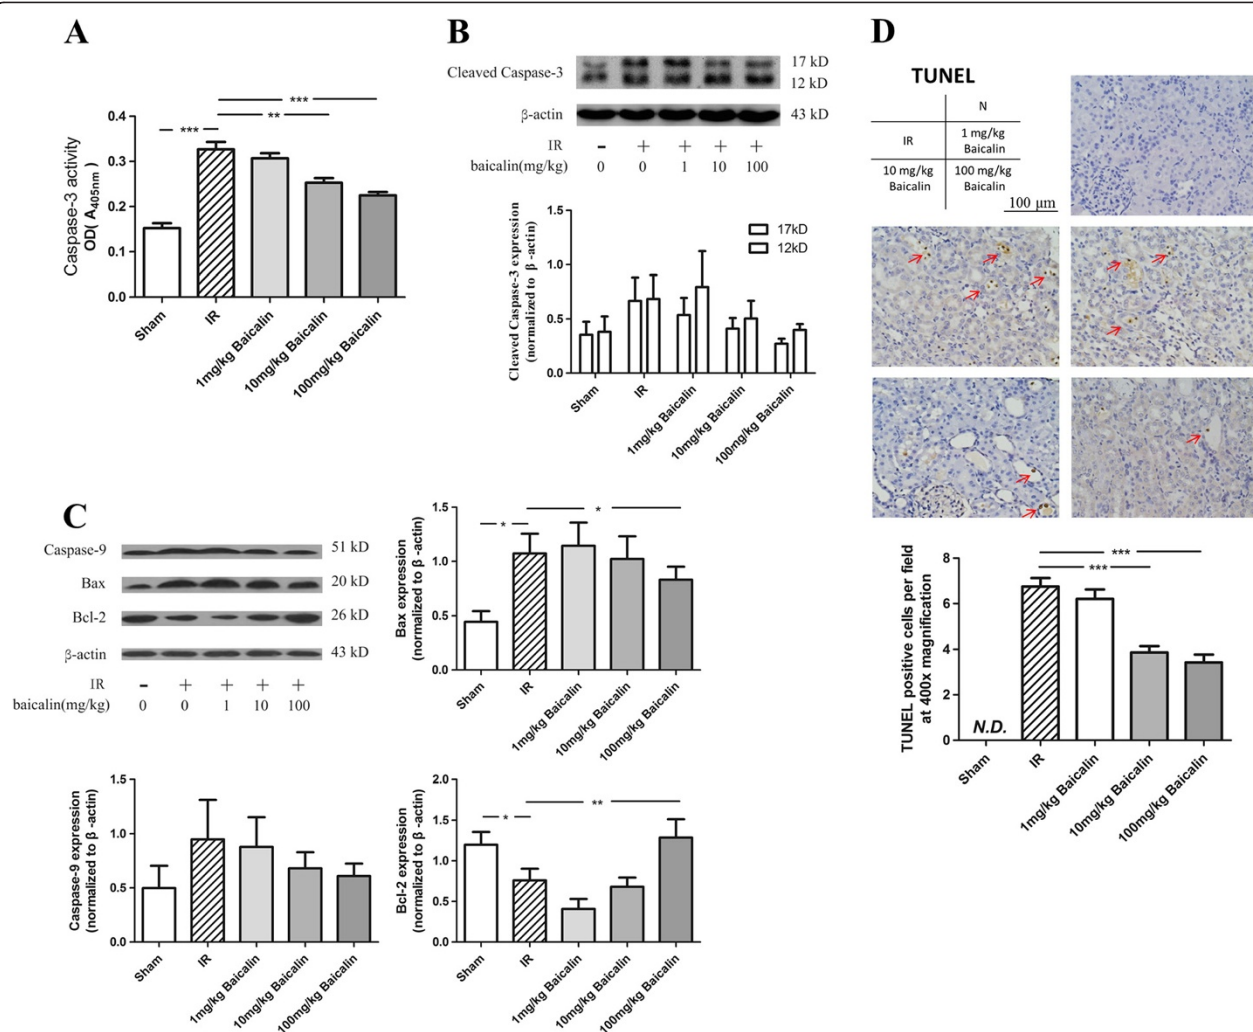 A
Caspase-3 activity
OD( A405nm )
0.4
0.3
0.2
0.1
0.0
***
**
***
Sham
IR
1mg/kg Baicalin
10mg/kg Baicalin
100mg/kg Baicalin
B
Cleaved Caspase-3
17 kD
12 kD
β-actin
43 kD
IR - + + + +
baicalin(mg/kg) 0 0 1 10 100
Cleaved Caspase-3 expression
(normalized to β -actin)
1.5
1.0
0.5
0.0
17kD
12kD
Sham
IR
1mg/kg Baicalin
10mg/kg Baicalin
100ng/kg Baicalin
C
Caspase-9
51 kD
Bax
20 kD
Bcl-2
26 kD
β-actin
43 kD
IR - + + + +
baicalin(mg/kg) 0 0 1 10 100
Bax expression
(normalized to β -actin)
1.5
1.0
0.5
0.0
*
*
Sham
IR
1mg/kg Baicalin
10mg/kg Baicalin
100mg/kg Baicalin
Caspase-9 expression
(normalized to β -actin)
1.5
1.0
0.5
0.0
Sham
IR
1mg/kg Baicalin
10mg/kg Baicalin
100mg/kg Baicalin
Bcl-2 expression
(normalized to β -actin)
2.0
1.5
1.0
0.5
0.0
*
**
Sham
IR
1mg/kg Baicalin
10mg/kg Baicalin
100mg/kg Baicalin
D
TUNEL
N
IR
1 mg/kg
Baicalin
10 mg/kg
Baicalin
100 mg/kg
Baicalin
100 μm
TUNEL positive cells per field
at 400x magnification
8
6
4
2
0
***
***
N.D.
Sham
IR
1mg/kg Baicalin
10mg/kg Baicalin
100mg/kg Baicalin